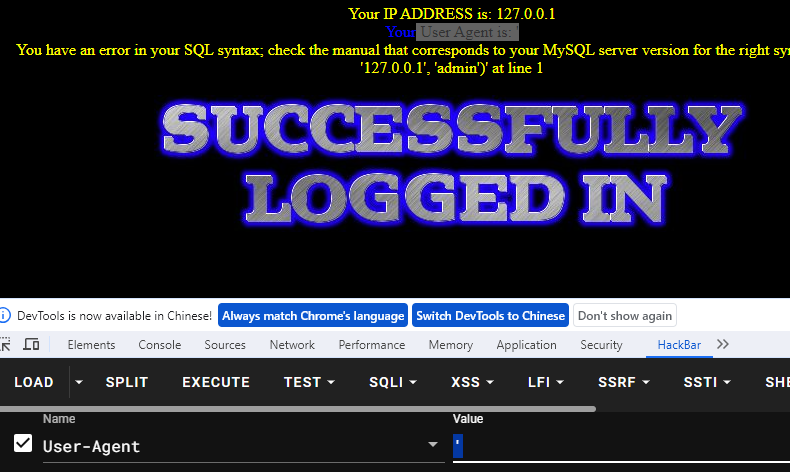 Your IP ADDRESS is: 127.0.0.1
Your User Agent is: '
You have an error in your SQL syntax; check the manual that corresponds to your MySQL server version for the right
'127.0.0.1', 'admin')' at line 1
SUCCESSFULLY
LOGGED IN
DevTools is now available in Chinese! Always match Chrome's language Switch DevTools to Chinese Don't show again
Elements Console Sources Network Performance Memory Application Security HackBar
LOAD SPLIT EXECUTE TEST SQLI XSS LFI SSRF SSTI
Name Value
User-Agent '